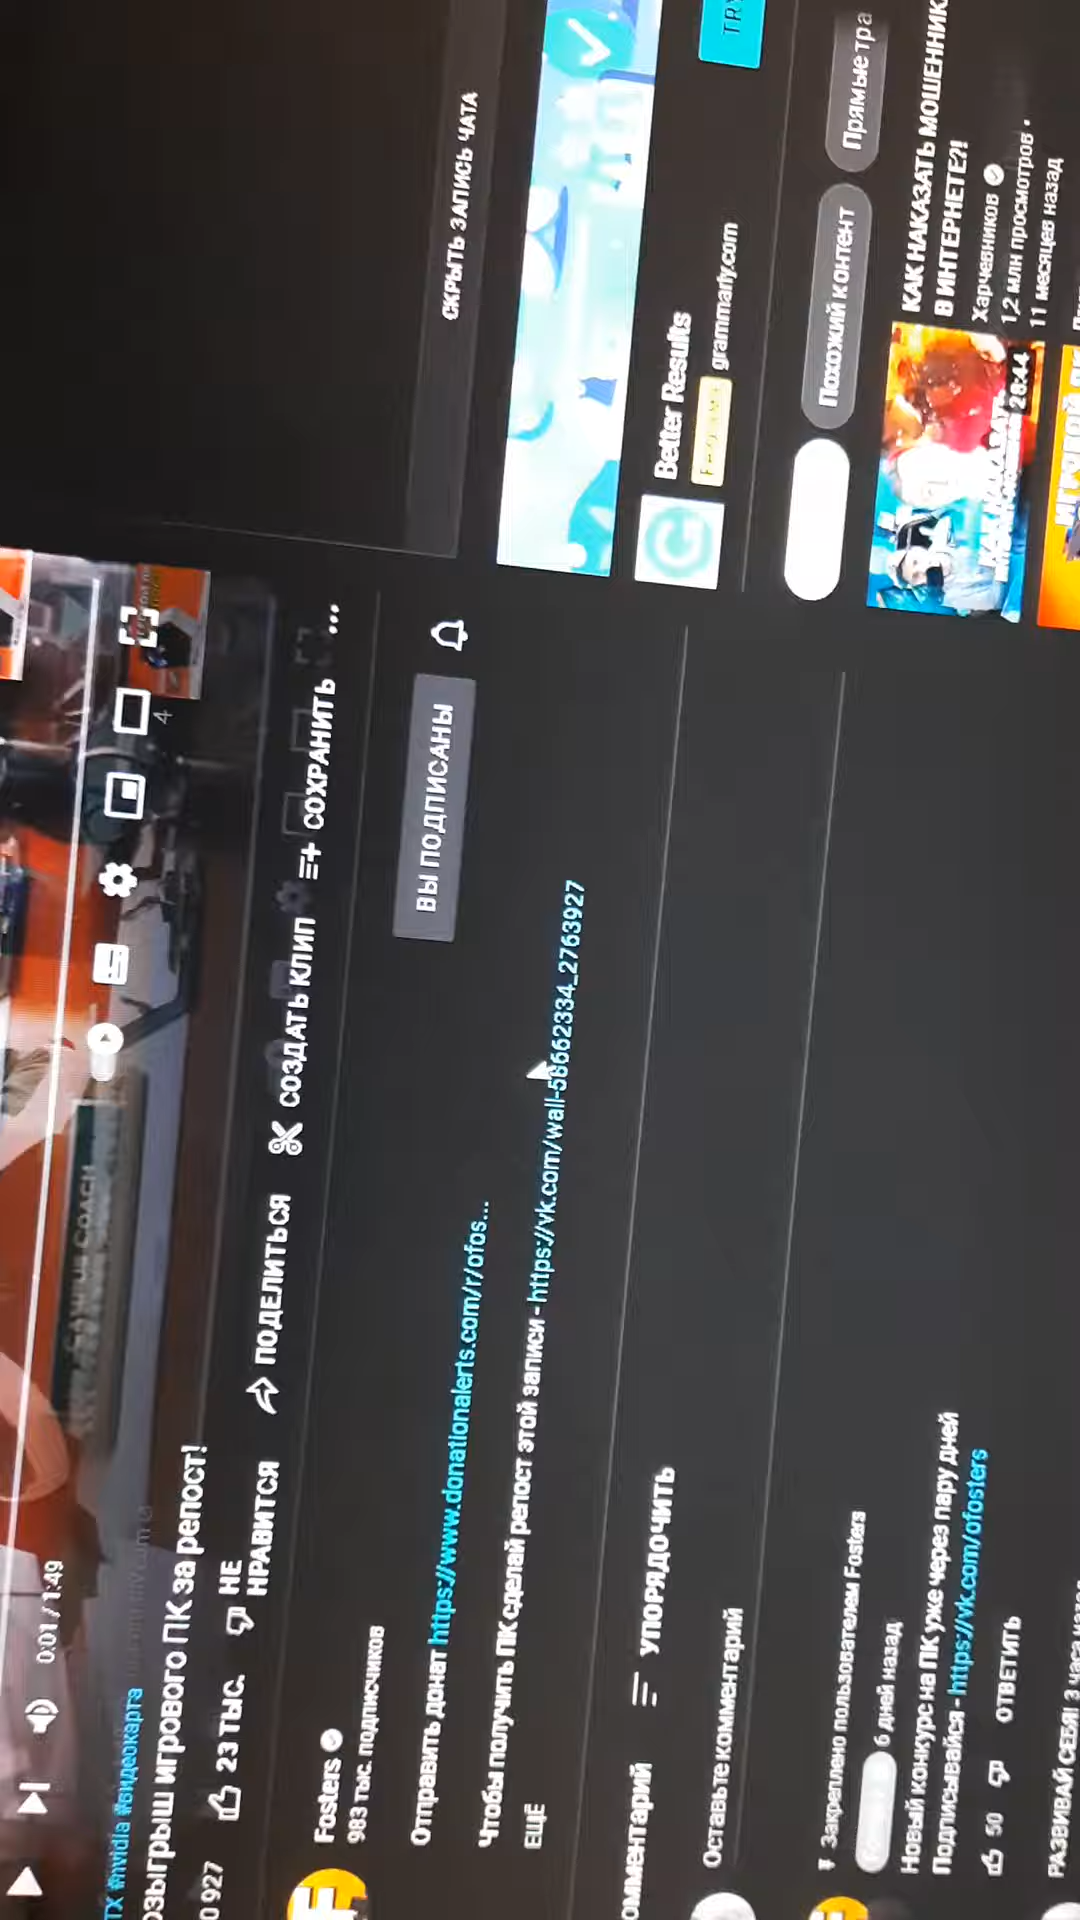 0:01 / 1:49
#nvidia #видеокарта
ОЗЫГРЫШ ИГРОВОГО ПК за репост!
0 927
23 ТЫС.
НЕ
НРАВИТСЯ
ПОДЕЛИТЬСЯ
СОЗДАТЬ КЛИП
СОХРАНИТЬ
...
Fosters
983 тыс. подписчиков
ВЫ ПОДПИСАНЫ
Отправить донат https://www.donationalerts.com/r/ofos...
Чтобы получить ПК сделай репост этой записи - https://vk.com/wall-58662334_2763927
ЕЩЁ
УПОРЯДОЧИТЬ
Оставьте комментарий
Закреплено пользователем Fosters
6 дней назад
Новый конкурс на ПК уже через пару дней
Подписывайся - https://vk.com/ofosters
50
ОТВЕТИТЬ
РАЗВИВАЙ СЕБЯ! 3 часа назад
СКРЫТЬ ЗАПИСЬ ЧАТА
TRY
Better Results
grammarly.com
Похожий контент
Прямые тра
28:44
КАК НАКАЗАТЬ МОШЕННИК
В ИНТЕРНЕТЕ?!
Харчевников
1,2 млн просмотров •
11 месяцев назад